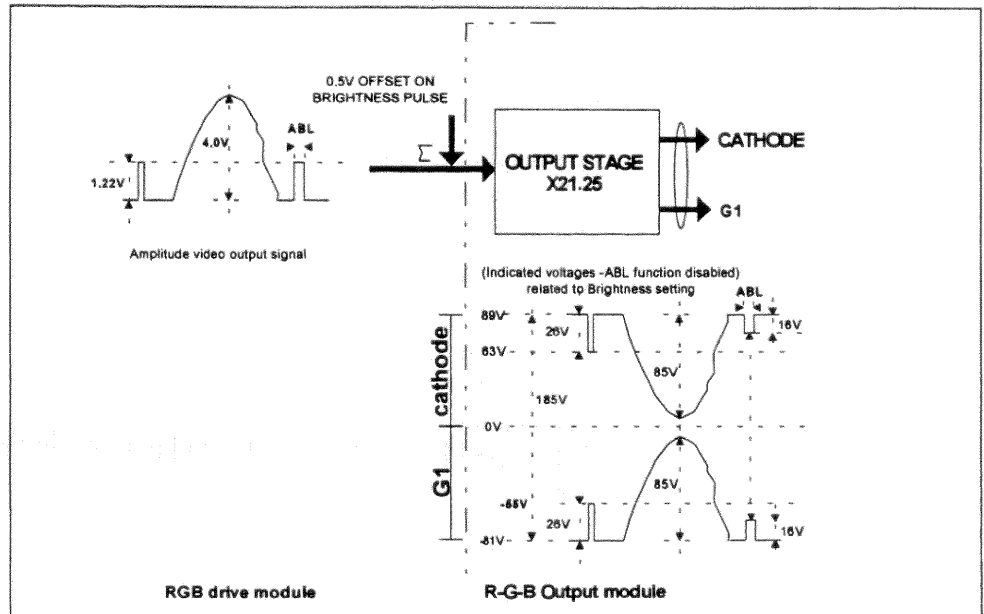 0.5V OFFSET ON
BRIGHTNESS PULSE
ABL
4.0V
1.22V
Σ
OUTPUT STAGE
X21.25
CATHODE
G1
Amplitude video output signal
(Indicated voltages -ABL function disabled)
related to Brightness setting
ABL
89V
26V
16V
63V
cathode
85V
185V
0V
G1
85V
-55V
26V
16V
-81V
RGB drive module
R-G-B Output module